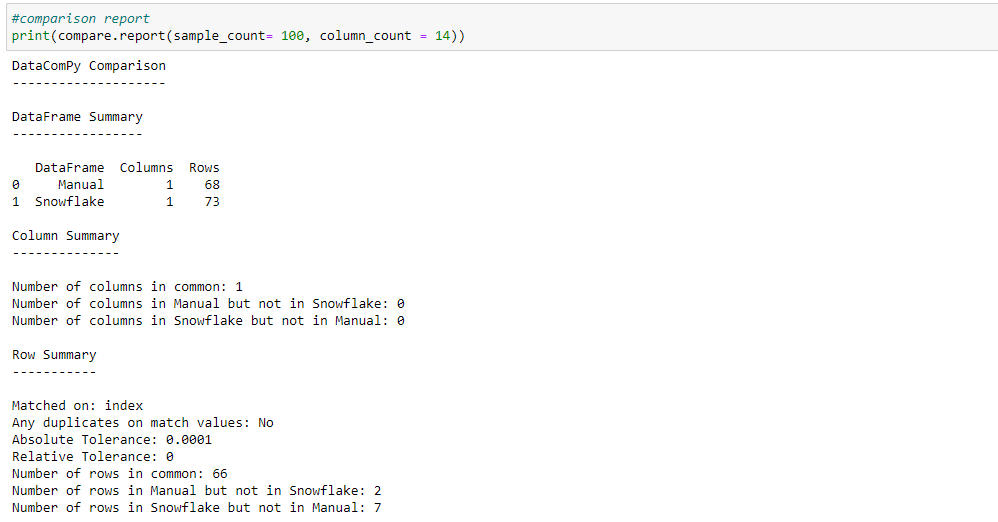 #comparison report
print(compare.report(sample_count= 100, column_count = 14))
DataComPy Comparison
--------------------
DataFrame Summary
-----------------
DataFrame Columns Rows
0 Manual 1 68
1 Snowflake 1 73
Column Summary
--------------
Number of columns in common: 1
Number of columns in Manual but not in Snowflake: 0
Number of columns in Snowflake but not in Manual: 0
Row Summary
-----------
Matched on: index
Any duplicates on match values: No
Absolute Tolerance: 0.0001
Relative Tolerance: 0
Number of rows in common: 66
Number of rows in Manual but not in Snowflake: 2
Number of rows in Snowflake but not in Manual: 7